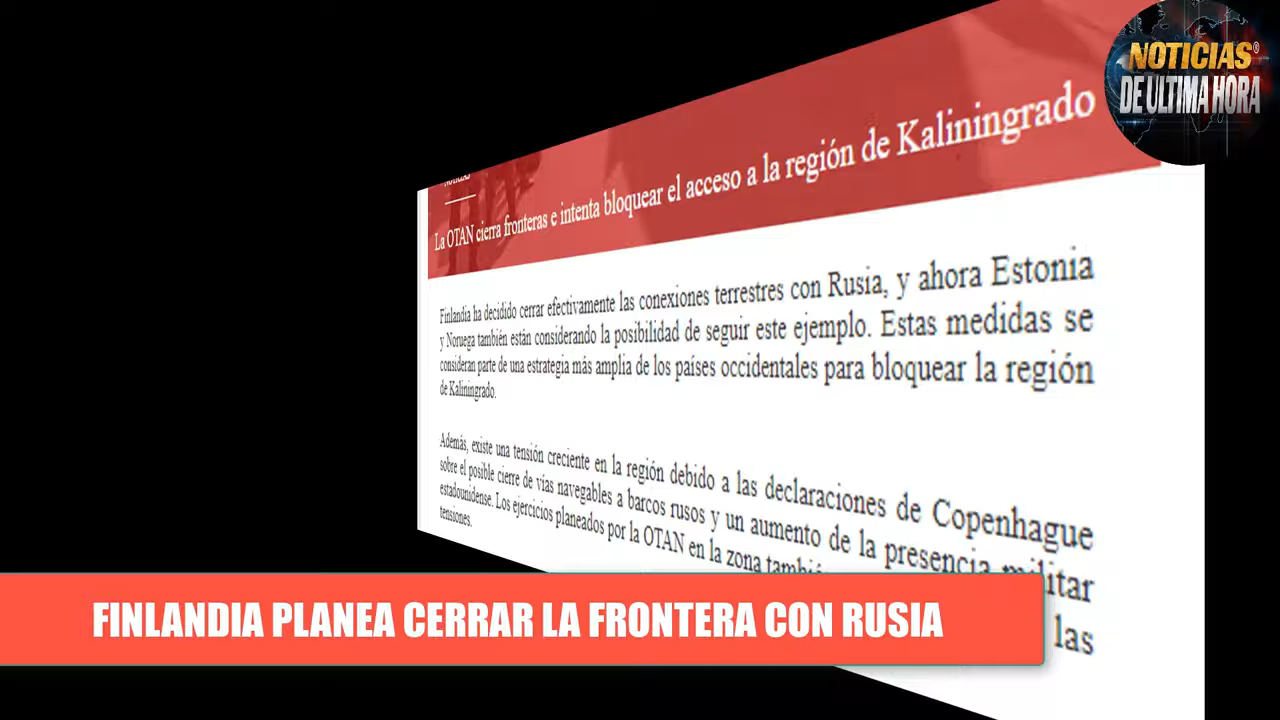 NOTICIAS®
DE ULTIMA HORA
La OTAN cierra fronteras e intenta bloquear el acceso a la región de Kaliningrado
Finlandia ha decidido cerrar efectivamente las conexiones terrestres con Rusia, y ahora Estonia
y Noruega también están considerando la posibilidad de seguir este ejemplo. Estas medidas se
consideran parte de una estrategia más amplia de los países occidentales para bloquear la región
de Kaliningrado.
Además, existe una tensión creciente en la región debido a las declaraciones de Copenhague
sobre el posible cierre de vías navegables a barcos rusos y un aumento de la presencia militar
estadounidense. Los ejercicios planeados por la OTAN en la zona también las
tensiones.
FINLANDIA PLANEA CERRAR LA FRONTERA CON RUSIA